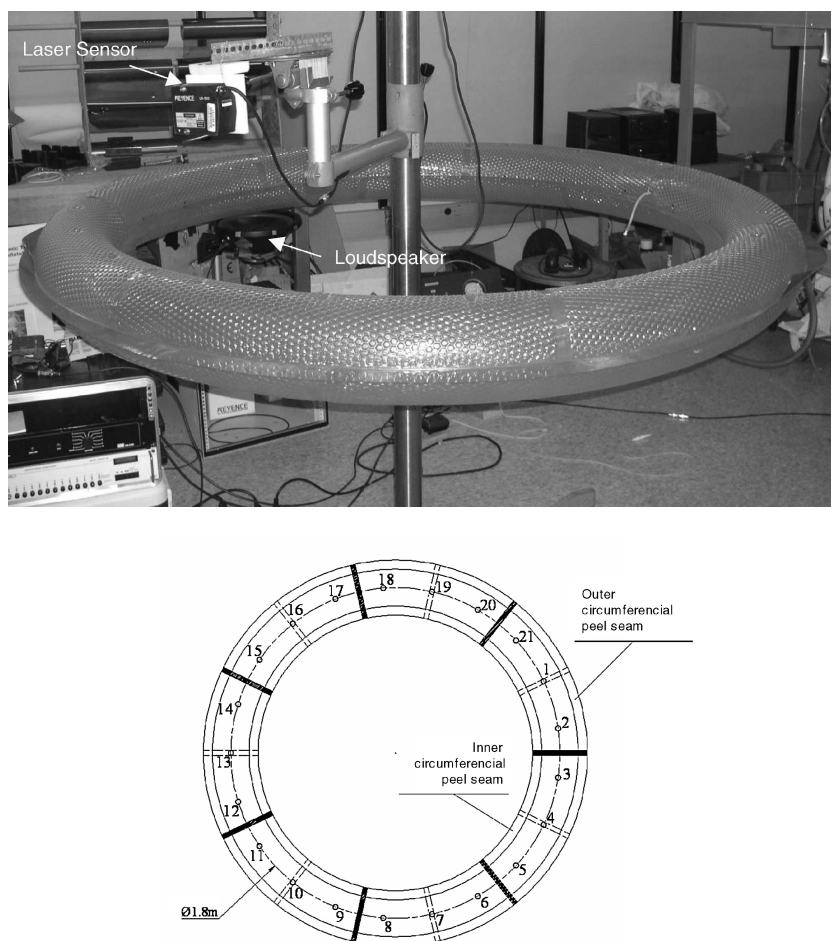 Laser Sensor
KEYENCE
Loudspeaker
KEYENCE
17
18
19
20
16
21
Outer
circumferencial
peel seam
15
1
14
2
13
Inner
circumferencial
peel seam
3
12
4
11
5
10
9
8
7
6
Ø1.8m